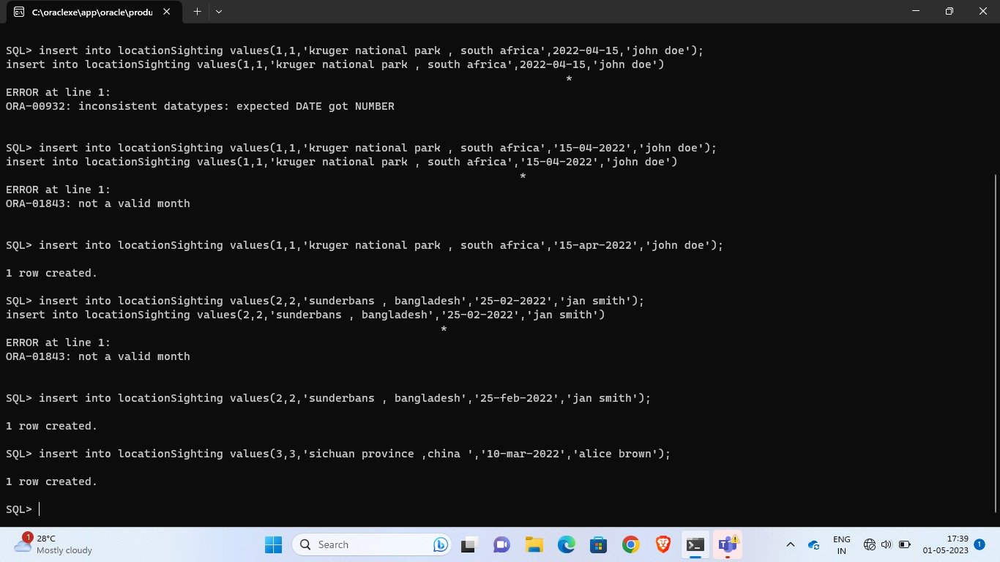 C:\oraclexe\app\oracle\produ
SQL> insert into locationSighting values(1,1,'kruger national park , south africa',2022-04-15,'john doe');
insert into locationSighting values(1,1,'kruger national park , south africa',2022-04-15,'john doe')
*
ERROR at line 1:
ORA-00932: inconsistent datatypes: expected DATE got NUMBER
SQL> insert into locationSighting values(1,1,'kruger national park , south africa','15-04-2022','john doe');
insert into locationSighting values(1,1,'kruger national park , south africa','15-04-2022','john doe')
*
ERROR at line 1:
ORA-01843: not a valid month
SQL> insert into locationSighting values(1,1,'kruger national park , south africa','15-apr-2022','john doe');
1 row created.
SQL> insert into locationSighting values(2,2,'sunderbans , bangladesh','25-02-2022','jan smith');
insert into locationSighting values(2,2,'sunderbans , bangladesh','25-02-2022','jan smith')
*
ERROR at line 1:
ORA-01843: not a valid month
SQL> insert into locationSighting values(2,2,'sunderbans , bangladesh','25-feb-2022','jan smith');
1 row created.
SQL> insert into locationSighting values(3,3,'sichuan province ,china ','10-mar-2022','alice brown');
1 row created.
SQL>
1
28°C
Mostly cloudy
Search
ENG
IN
17:39
01-05-2023
1